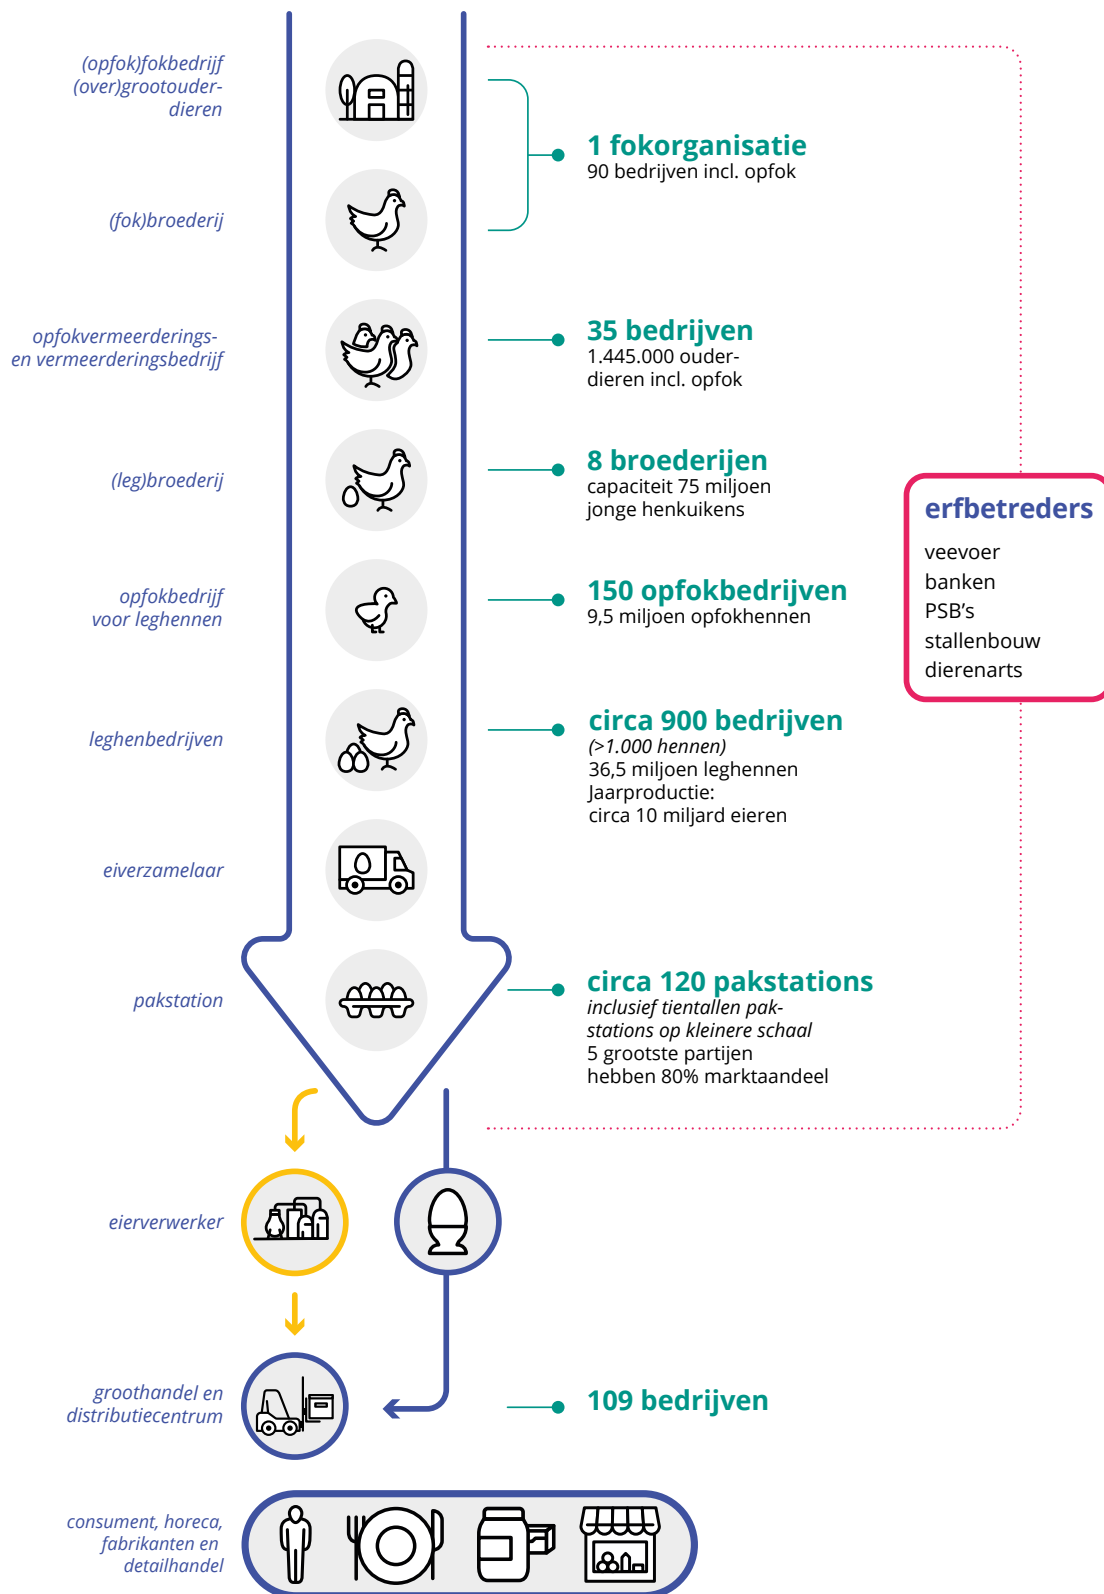 (opfok)fokbedrijf
(over)grootouder-
dieren
1 fokorganisatie
90 bedrijven incl. opfok
(fok)broederij
opfokvermeerderings-
en vermeerderingsbedrijf
35 bedrijven
1.445.000 ouder-
dieren incl. opfok
(leg)broederij
8 broederijen
capaciteit 75 miljoen
jonge henkuikens
erfbetreders
veevoer
banken
PSB's
stallenbouw
dierenarts
opfokbedrijf
voor leghennen
150 opfokbedrijven
9,5 miljoen opfokhennen
leghenbedrijven
circa 900 bedrijven
(>1.000 hennen)
36,5 miljoen leghennen
Jaarproductie:
circa 10 miljard eieren
eiverzamelaar
pakstation
circa 120 pakstations
inclusief tientallen pak-
stations op kleinere schaal
5 grootste partijen
hebben 80% marktaandeel
eierverwerker
groothandel en
distributiecentrum
109 bedrijven
consument, horeca,
fabrikanten en
detailhandel